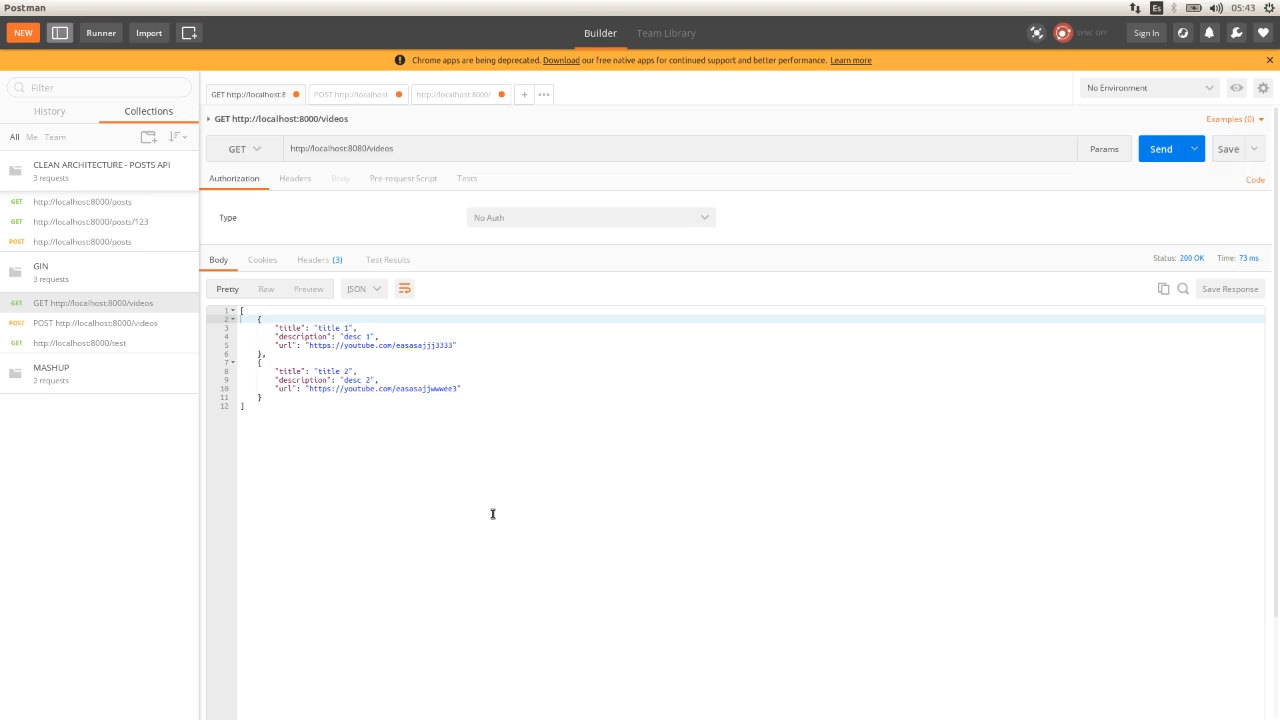 Postman
Es
05:43
NEW
Runner
Import
Builder
Team Library
SYNC OFF
Sign In
Chrome apps are being deprecated. Download our free native apps for continued support and better performance. Learn more
Filter
History
Collections
All Me Team
CLEAN ARCHITECTURE - POSTS API
3 requests
GET http://localhost:8000/posts
GET http://localhost:8000/posts/123
POST http://localhost:8000/posts
GIN
3 requests
GET GET http://localhost:8000/videos
POST POST http://localhost:8000/videos
GET http://localhost:8000/test
MASHUP
2 requests
GET http://localhost:8
POST http://localhost
http://localhost:8000/
No Environment
GET http://localhost:8000/videos
Examples (0)
GET
http://localhost:8080/videos
Params
Send
Save
Authorization
Headers
Body
Pre-request Script
Tests
Code
Type
No Auth
Body
Cookies
Headers (3)
Test Results
Status: 200 OK
Time: 73 ms
Pretty
Raw
Preview
JSON
Save Response
1 [
2 {
3 "title": "title 1",
4 "description": "desc 1",
5 "url": "https://youtube.com/easasajjj3333"
6 },
7 {
8 "title": "title 2",
9 "description": "desc 2",
10 "url": "https://youtube.com/easasajjwwwee3"
11 }
12 ]